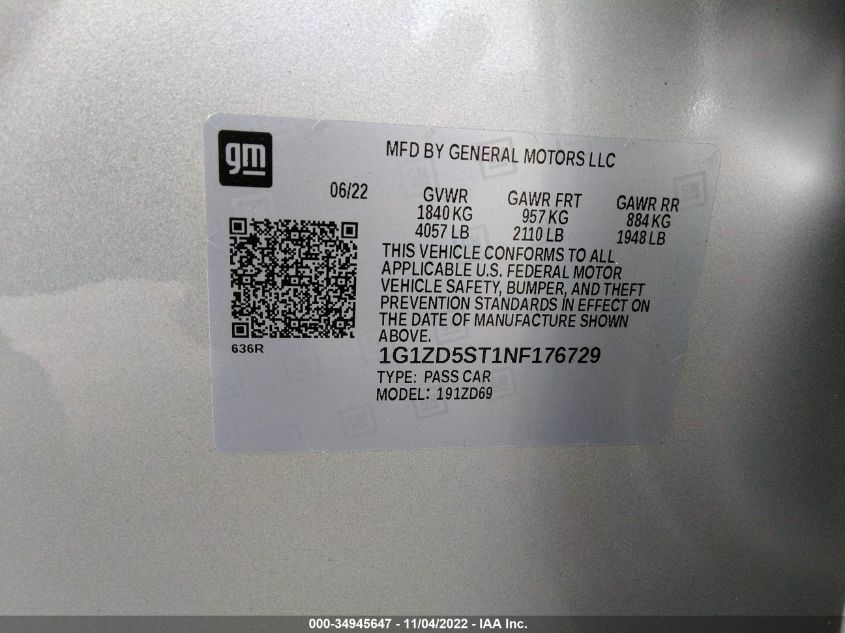 gm
MFD BY GENERAL MOTORS LLC
06/22 GVWR GAWR FRT GAWR RR
1840 KG 957 KG 884 KG
4057 LB 2110 LB 1948 LB
THIS VEHICLE CONFORMS TO ALL
APPLICABLE U.S. FEDERAL MOTOR
VEHICLE SAFETY, BUMPER, AND THEFT
PREVENTION STANDARDS IN EFFECT ON
THE DATE OF MANUFACTURE SHOWN
ABOVE.
636R
1G1ZD5ST1NF176729
TYPE: PASS CAR
MODEL: 191ZD69
000-34945647 - 11/04/2022 - IAA Inc.